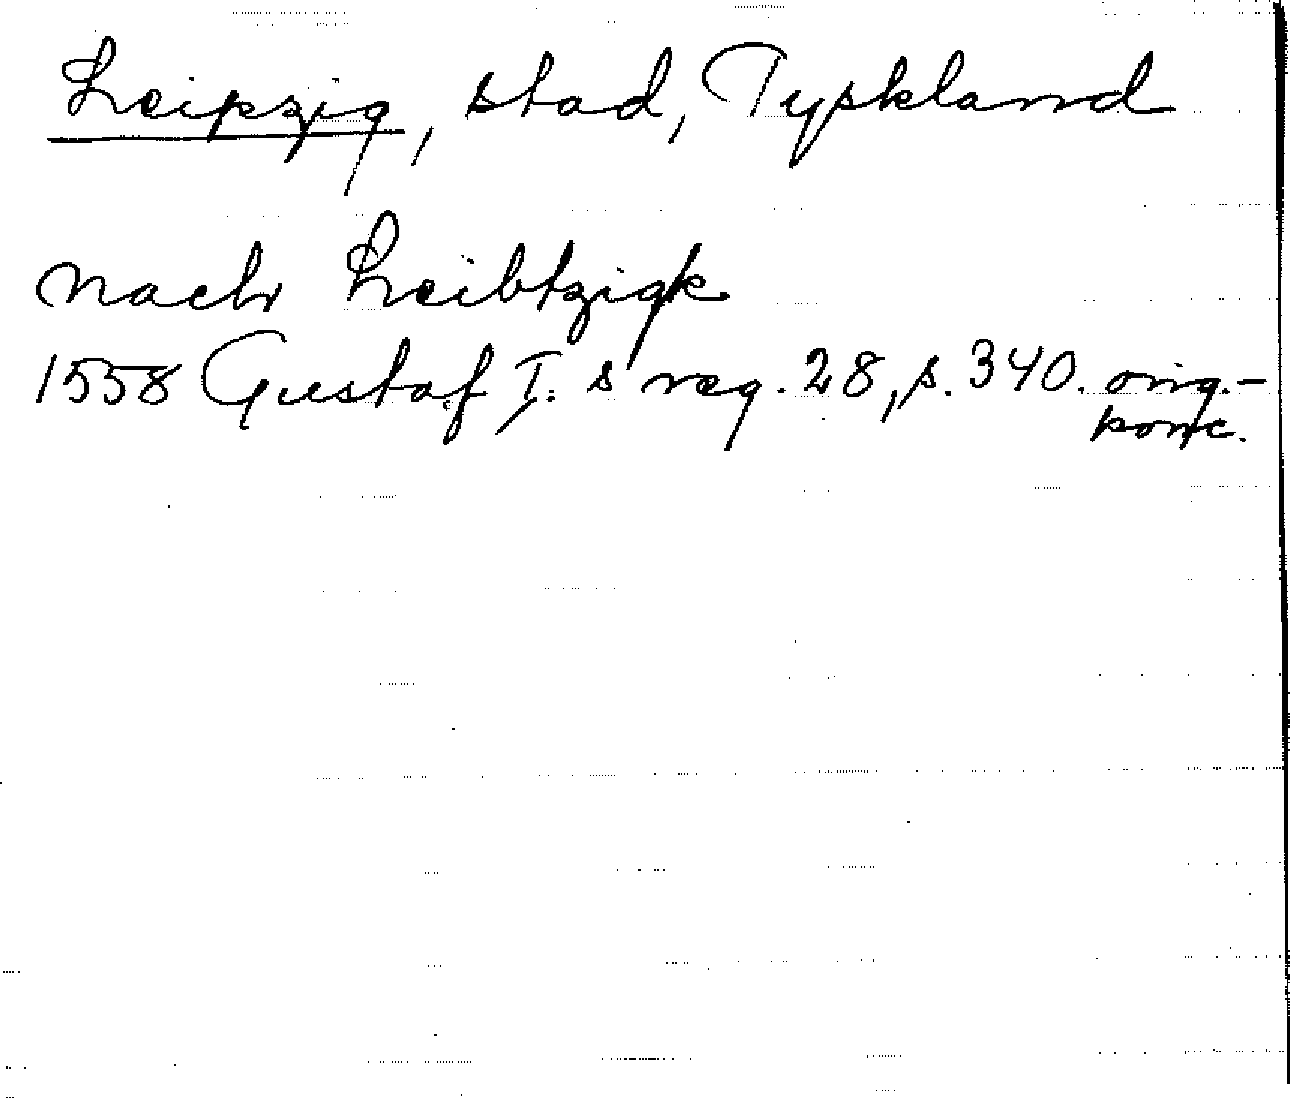 Leipzig, stad, Tyskland
nach Leibtzigk
1558 Gustaf I:s reg. 28, s. 340. orig.-
konc.